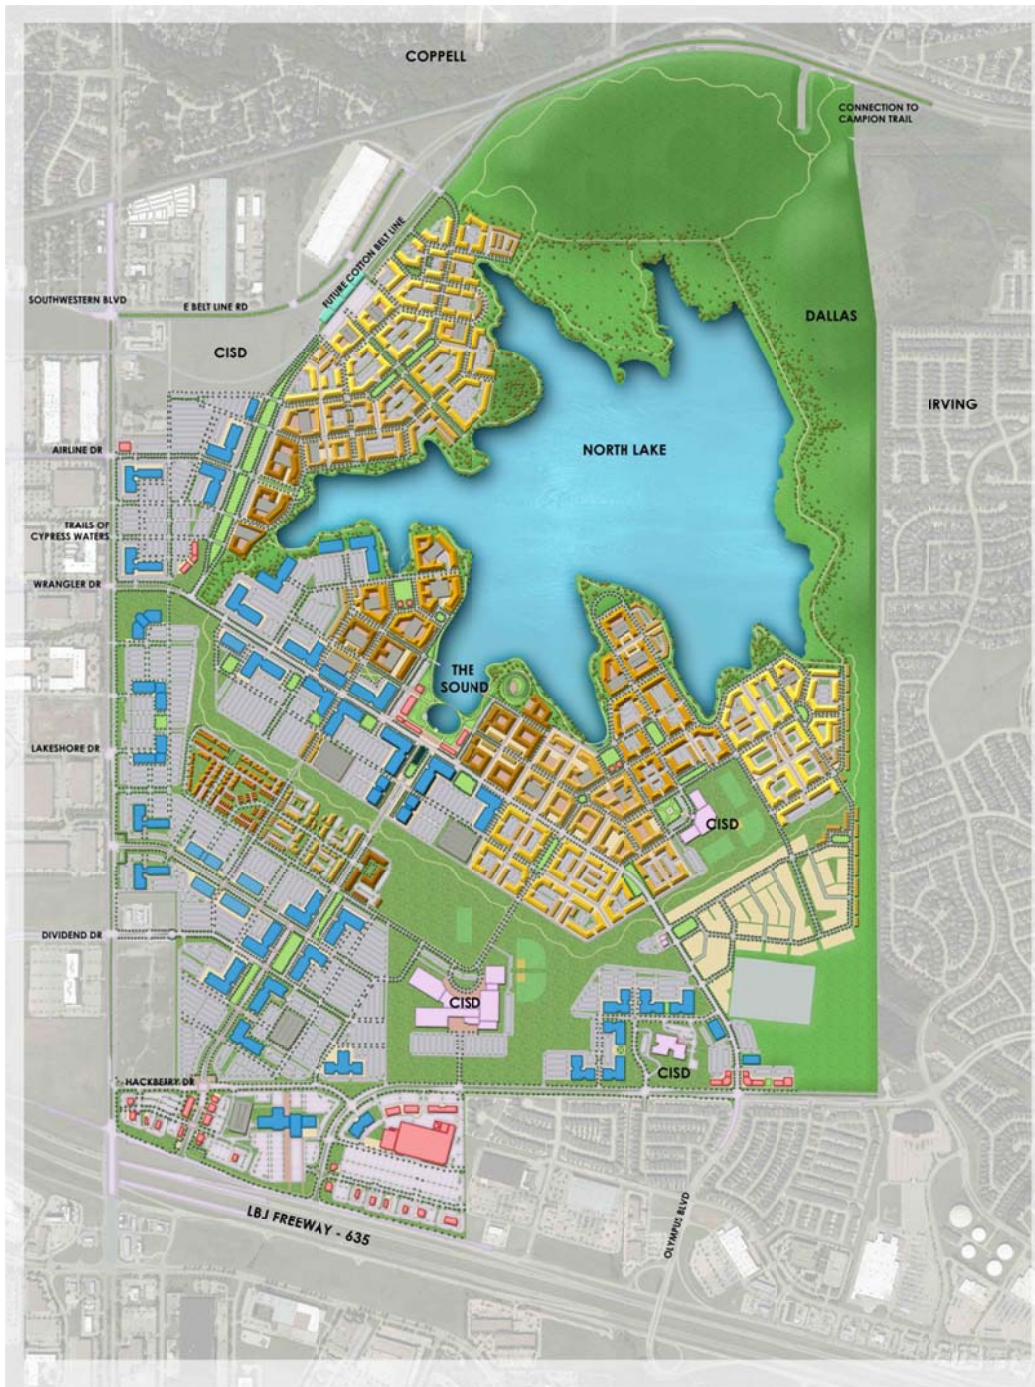 COPPELL
CONNECTION TO
CAMPION TRAIL
FUTURE COTTON BELT LINE
SOUTHWESTERN BLVD
E BELT LINE RD
DALLAS
CISD
IRVING
AIRLINE DR
NORTH LAKE
TRAILS OF
CYPRESS WATERS
WRANGLER DR
THE
SOUND
LAKESHORE DR
CISD
DIVIDEND DR
CISD
CISD
HACKBERRY DR
OLYMPUS BLVD
LBJ FREEWAY - 635